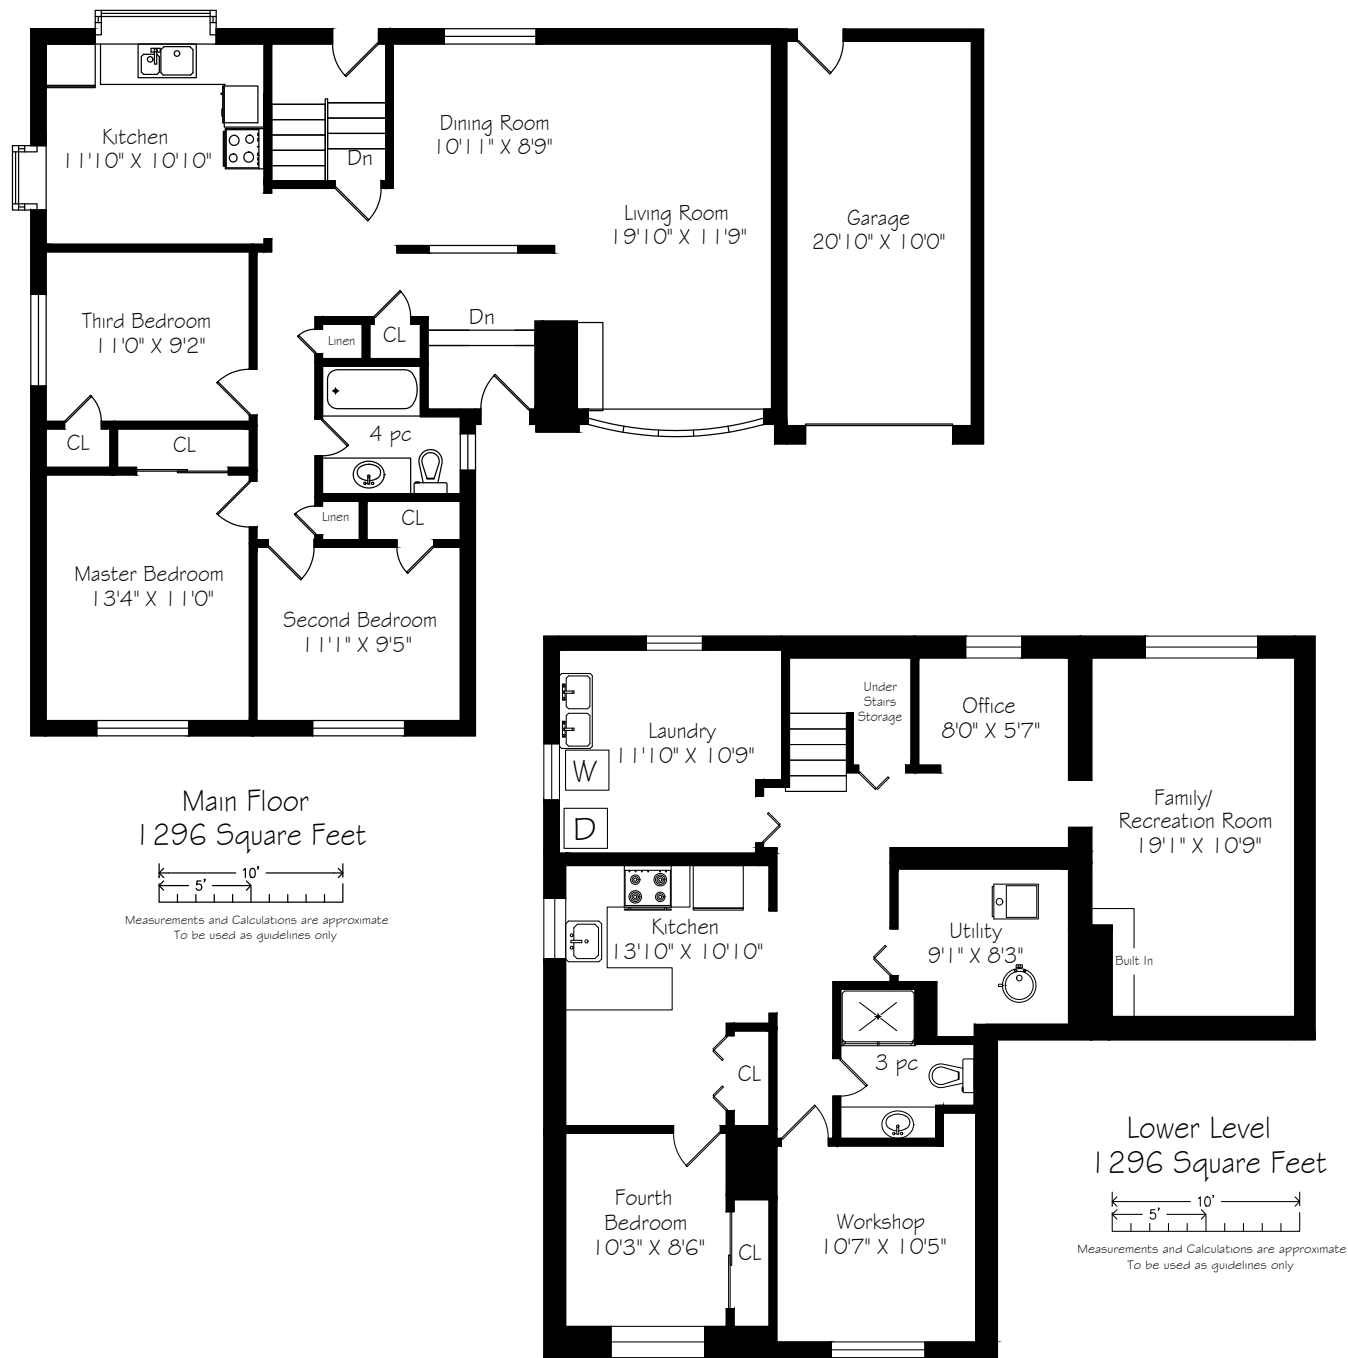 Kitchen
11'10" X 10'10"
Dn
Dining Room
10'11" X 8'9"
Living Room
19'10" X 11'9"
Garage
20'10" X 10'0"
Third Bedroom
11'0" X 9'2"
Linen
CL
Dn
CL
CL
4 pc
Linen
CL
Master Bedroom
13'4" X 11'0"
Second Bedroom
11'1" X 9'5"
Main Floor
1296 Square Feet
10'
5'
Measurements and Calculations are approximate
To be used as guidelines only
Laundry
11'10" X 10'9"
W
D
Under
Stairs
Storage
Office
8'0" X 5'7"
Family/
Recreation Room
19'1" X 10'9"
Kitchen
13'10" X 10'10"
Utility
9'1" X 8'3"
Built In
CL
3 pc
Fourth
Bedroom
10'3" X 8'6"
CL
Workshop
10'7" X 10'5"
Lower Level
1296 Square Feet
10'
5'
Measurements and Calculations are approximate
To be used as guidelines only